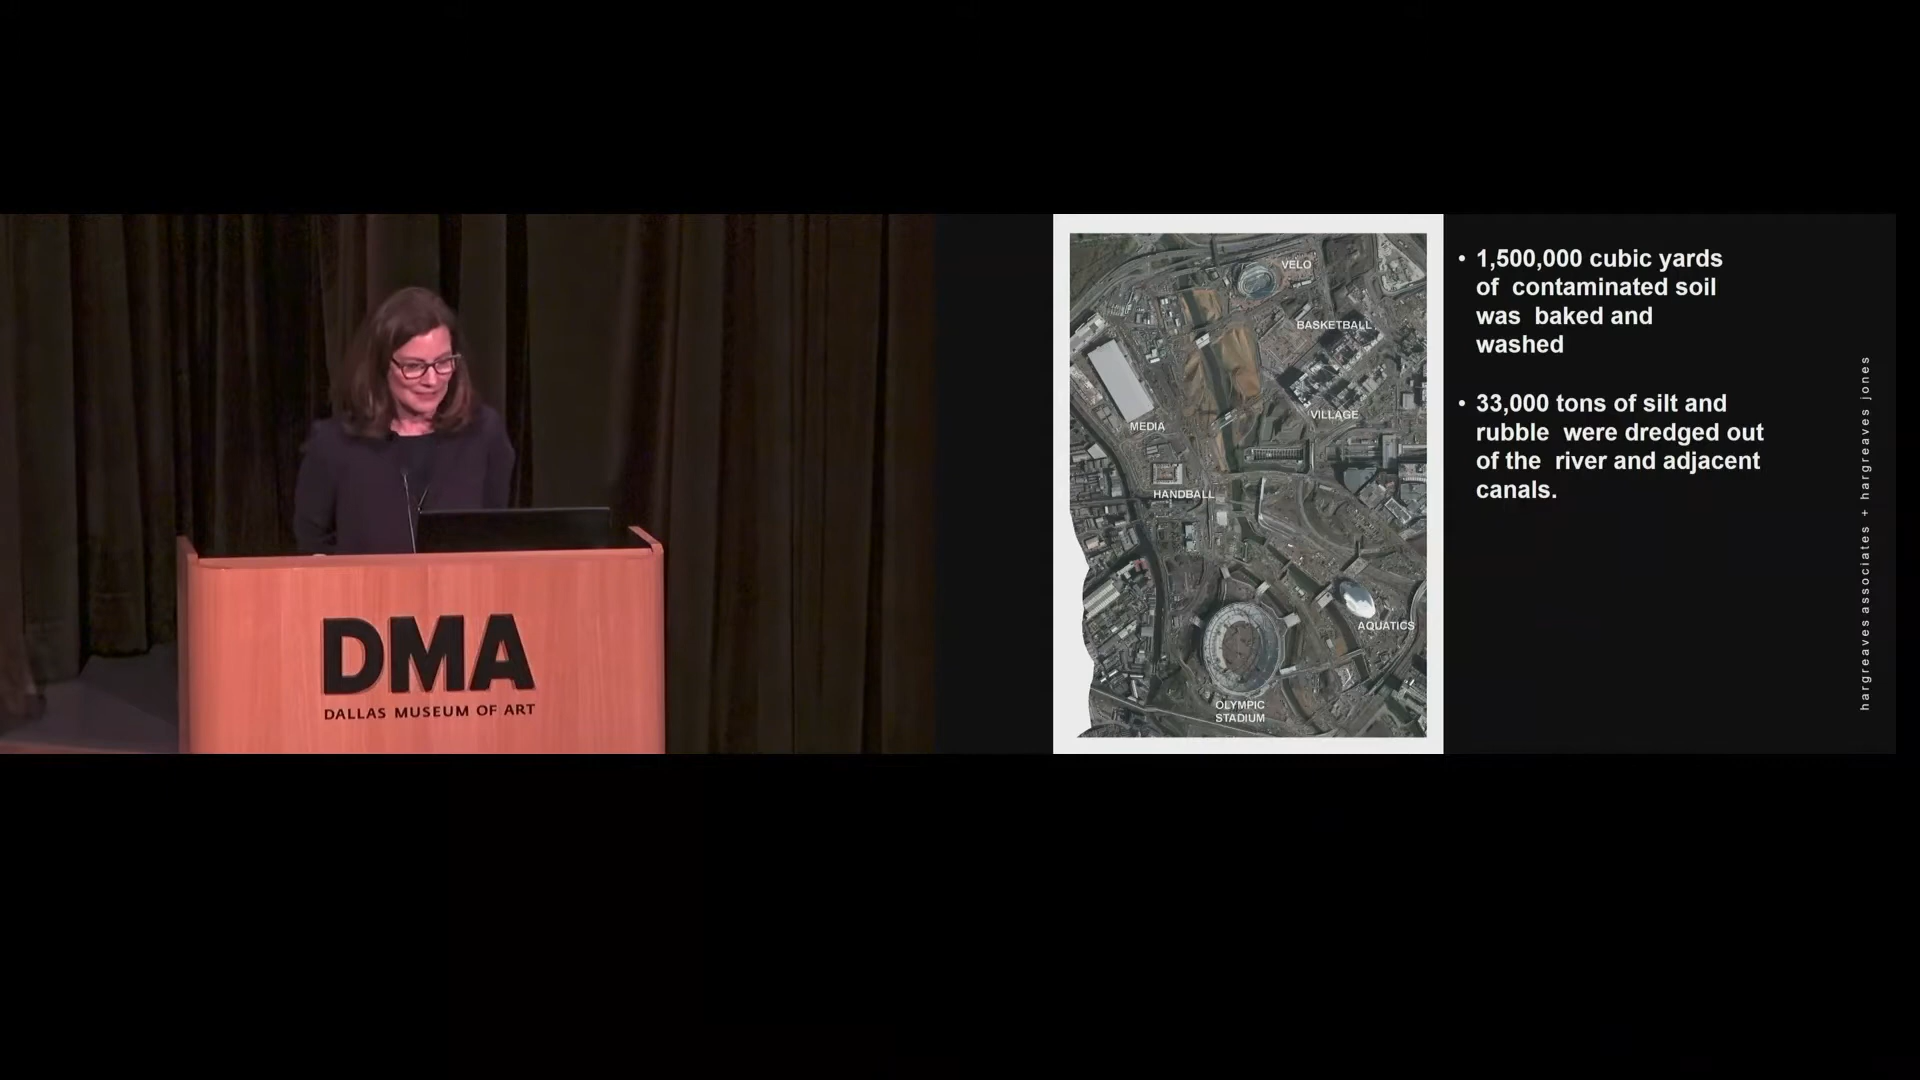 DMA
DALLAS MUSEUM OF ART
VELO
BASKETBALL
VILLAGE
MEDIA
HANDBALL
AQUATICS
OLYMPIC
STADIUM
• 1,500,000 cubic yards
of contaminated soil
was baked and
washed
• 33,000 tons of silt and
rubble were dredged out
of the river and adjacent
canals.
hargreaves associates + hargreaves jones